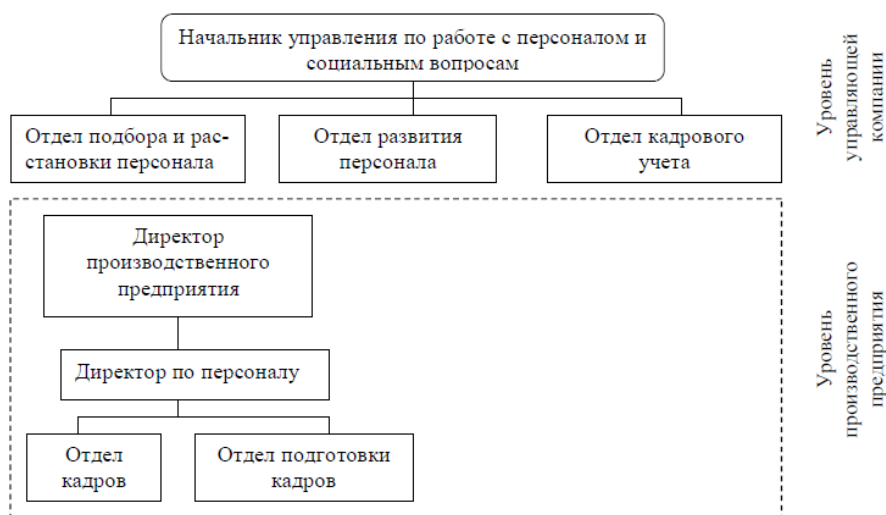 Начальник управления по работе с персоналом и
социальным вопросам
Отдел подбора и рас-
становки персонала
Отдел развития
персонала
Отдел кадрового
учета
Уровень
управляющей
компании
Директор
производственного
предприятия
Директор по персоналу
Отдел
кадров
Отдел подготовки
кадров
Уровень
производственного
предприятия